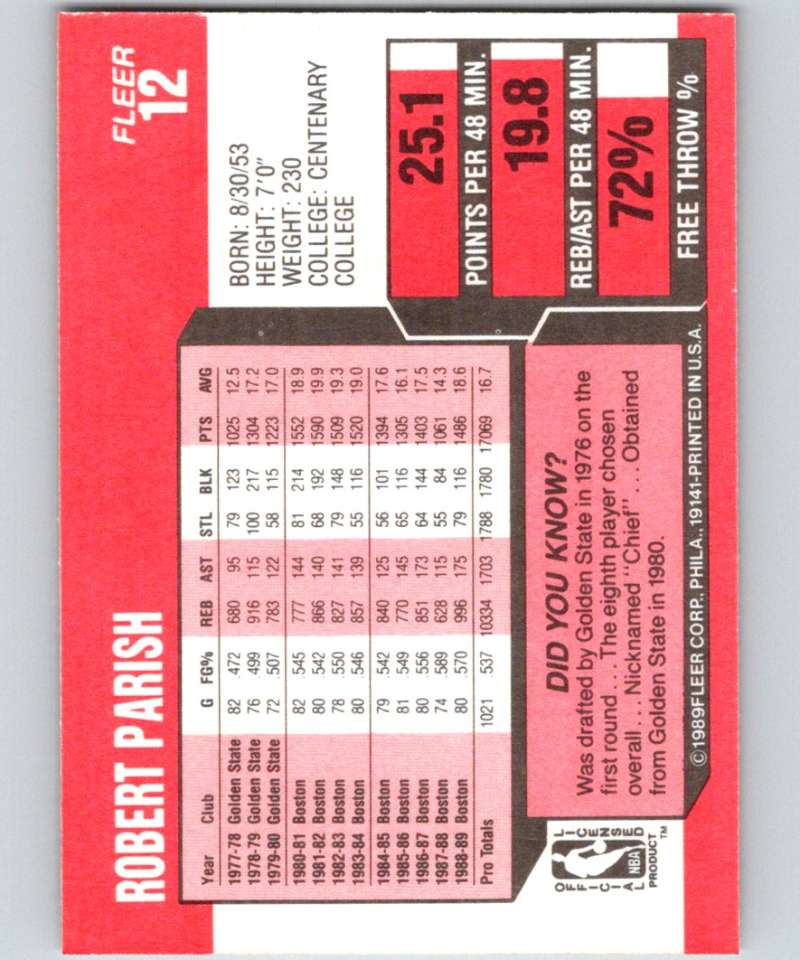 ROBERT PARISH
FLEER
12
BORN: 8/30/53
HEIGHT: 7'0"
WEIGHT: 230
COLLEGE: CENTENARY
COLLEGE
Year Club G FG% REB AST STL BLK PTS AVG
1977-78 Golden State 82 .472 680 95 79 123 1025 12.5
1978-79 Golden State 76 .499 916 115 100 217 1304 17.2
1979-80 Golden State 72 .507 783 122 58 115 1223 17.0
1980-81 Boston 82 .545 777 144 81 214 1552 18.9
1981-82 Boston 80 .542 866 140 68 192 1590 19.9
1982-83 Boston 78 .550 827 141 79 148 1509 19.3
1983-84 Boston 80 .546 857 139 55 116 1520 19.0
1984-85 Boston 79 .542 840 125 56 101 1394 17.6
1985-86 Boston 81 .549 770 145 65 116 1305 16.1
1986-87 Boston 80 .556 851 173 64 144 1403 17.5
1987-88 Boston 74 .589 628 115 55 84 1061 14.3
1988-89 Boston 80 .570 996 175 79 116 1486 18.6
Pro Totals 1021 .537 10334 1703 1788 1780 17069 16.7
25.1
POINTS PER 48 MIN.
19.8
REB/AST PER 48 MIN.
72%
FREE THROW %
DID YOU KNOW?
Was drafted by Golden State in 1976 on the
first round . . . The eighth player chosen
overall . . . Nicknamed "Chief" . . . Obtained
from Golden State in 1980.
OFFICIAL LICENSED
NBA
PRODUCT™
©1989 FLEER CORP., PHILA., 19141-PRINTED IN U.S.A.